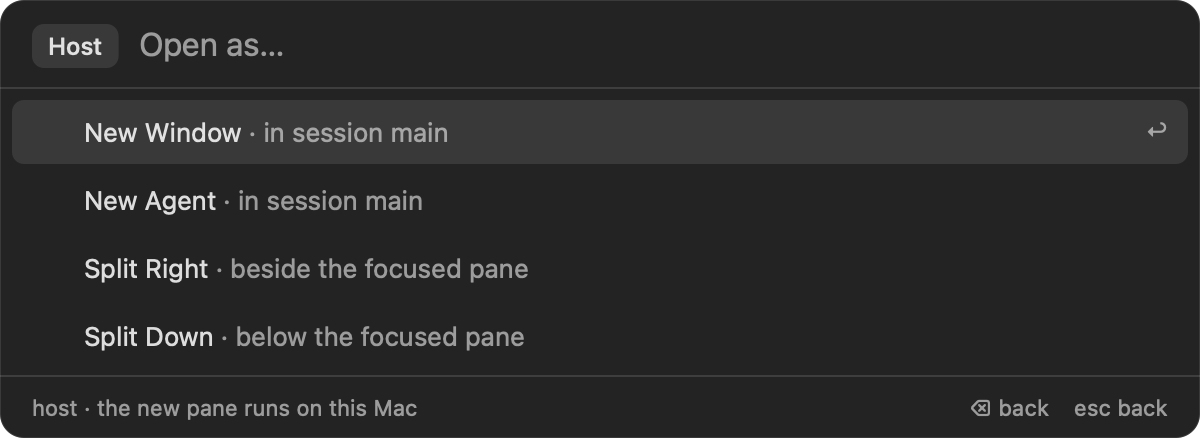 Host Open as...
New Window · in session main
New Agent · in session main
Split Right · beside the focused pane
Split Down · below the focused pane
host · the new pane runs on this Mac ⌫ back esc back